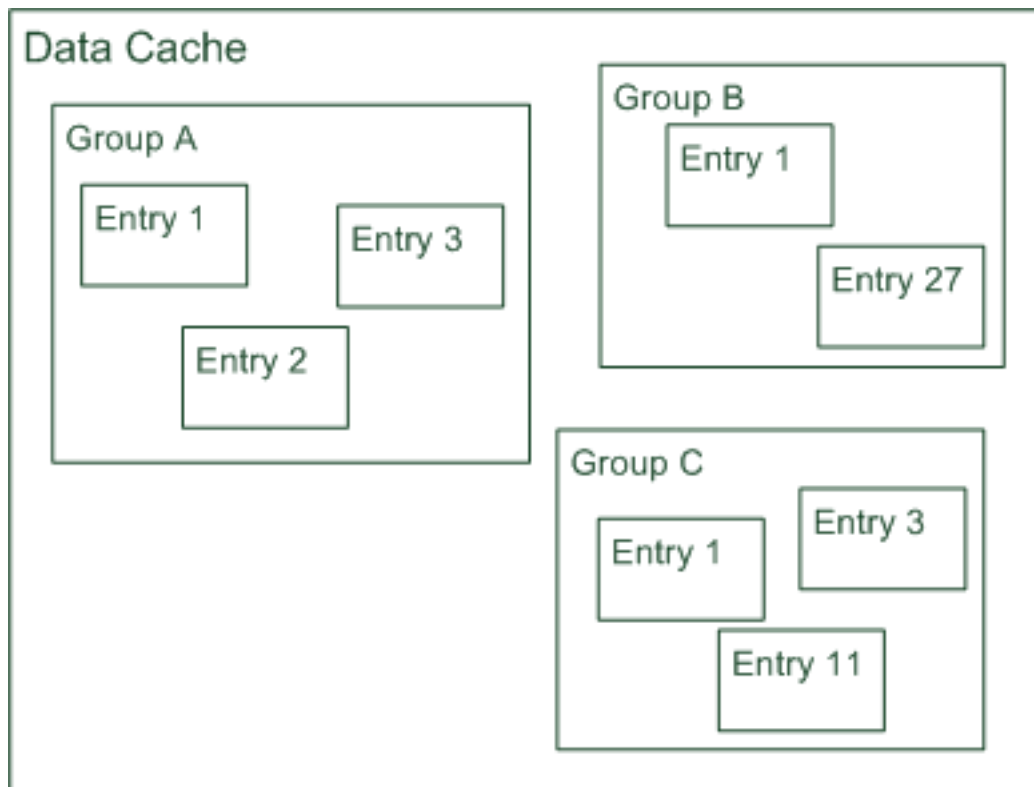 Data Cache
Group A
Entry 1
Entry 3
Entry 2
Group B
Entry 1
Entry 27
Group C
Entry 1
Entry 3
Entry 11